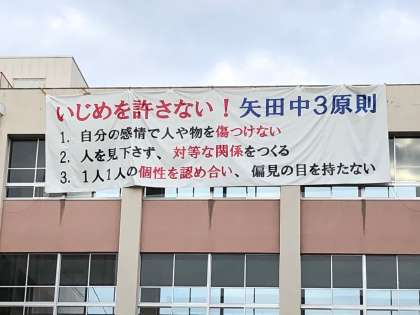 いじめを許さない！矢田中３原則
１．自分の感情で人や物を傷つけない
２．人を見下さず、対等な関係をつくる
３．１人１人の個性を認め合い、偏見の目を持たない